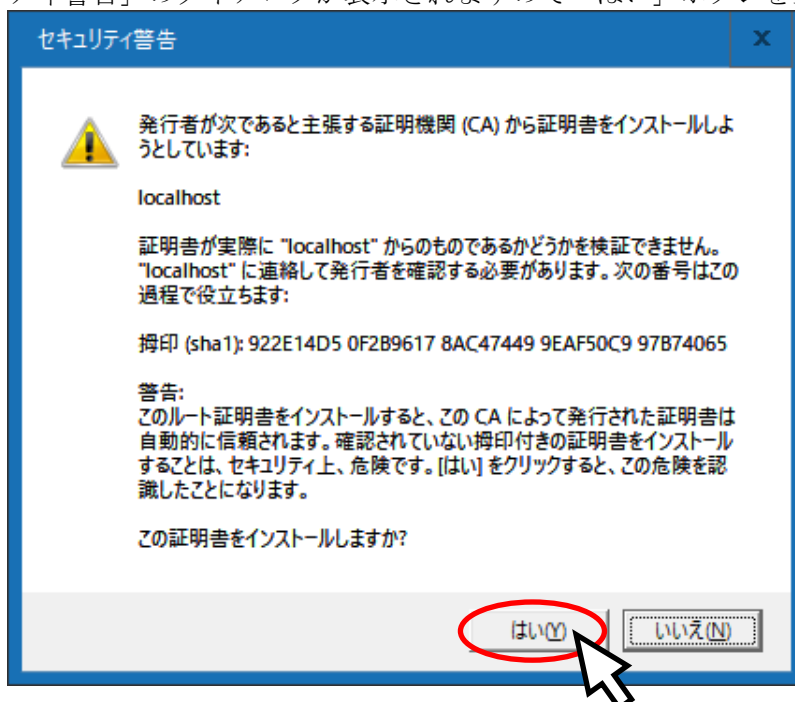 セキュリティ警告
発行者が次であると主張する証明機関 (CA) から証明書をインストールしよ
うとしています:
localhost
証明書が実際に "localhost" からのものであるかどうかを検証できません。
"localhost" に連絡して発行者を確認する必要があります。次の番号はこの
過程で役立ちます:
拇印 (sha1): 922E14D5 0F2B9617 8AC47449 9EAF50C9 97B74065
警告:
このルート証明書をインストールすると、この CA によって発行された証明書は
自動的に信頼されます。確認されていない拇印付きの証明書をインストール
することは、セキュリティ上、危険です。[はい] をクリックすると、この危険を認
識したことになります。
この証明書をインストールしますか?
はい(Y)
いいえ(N)